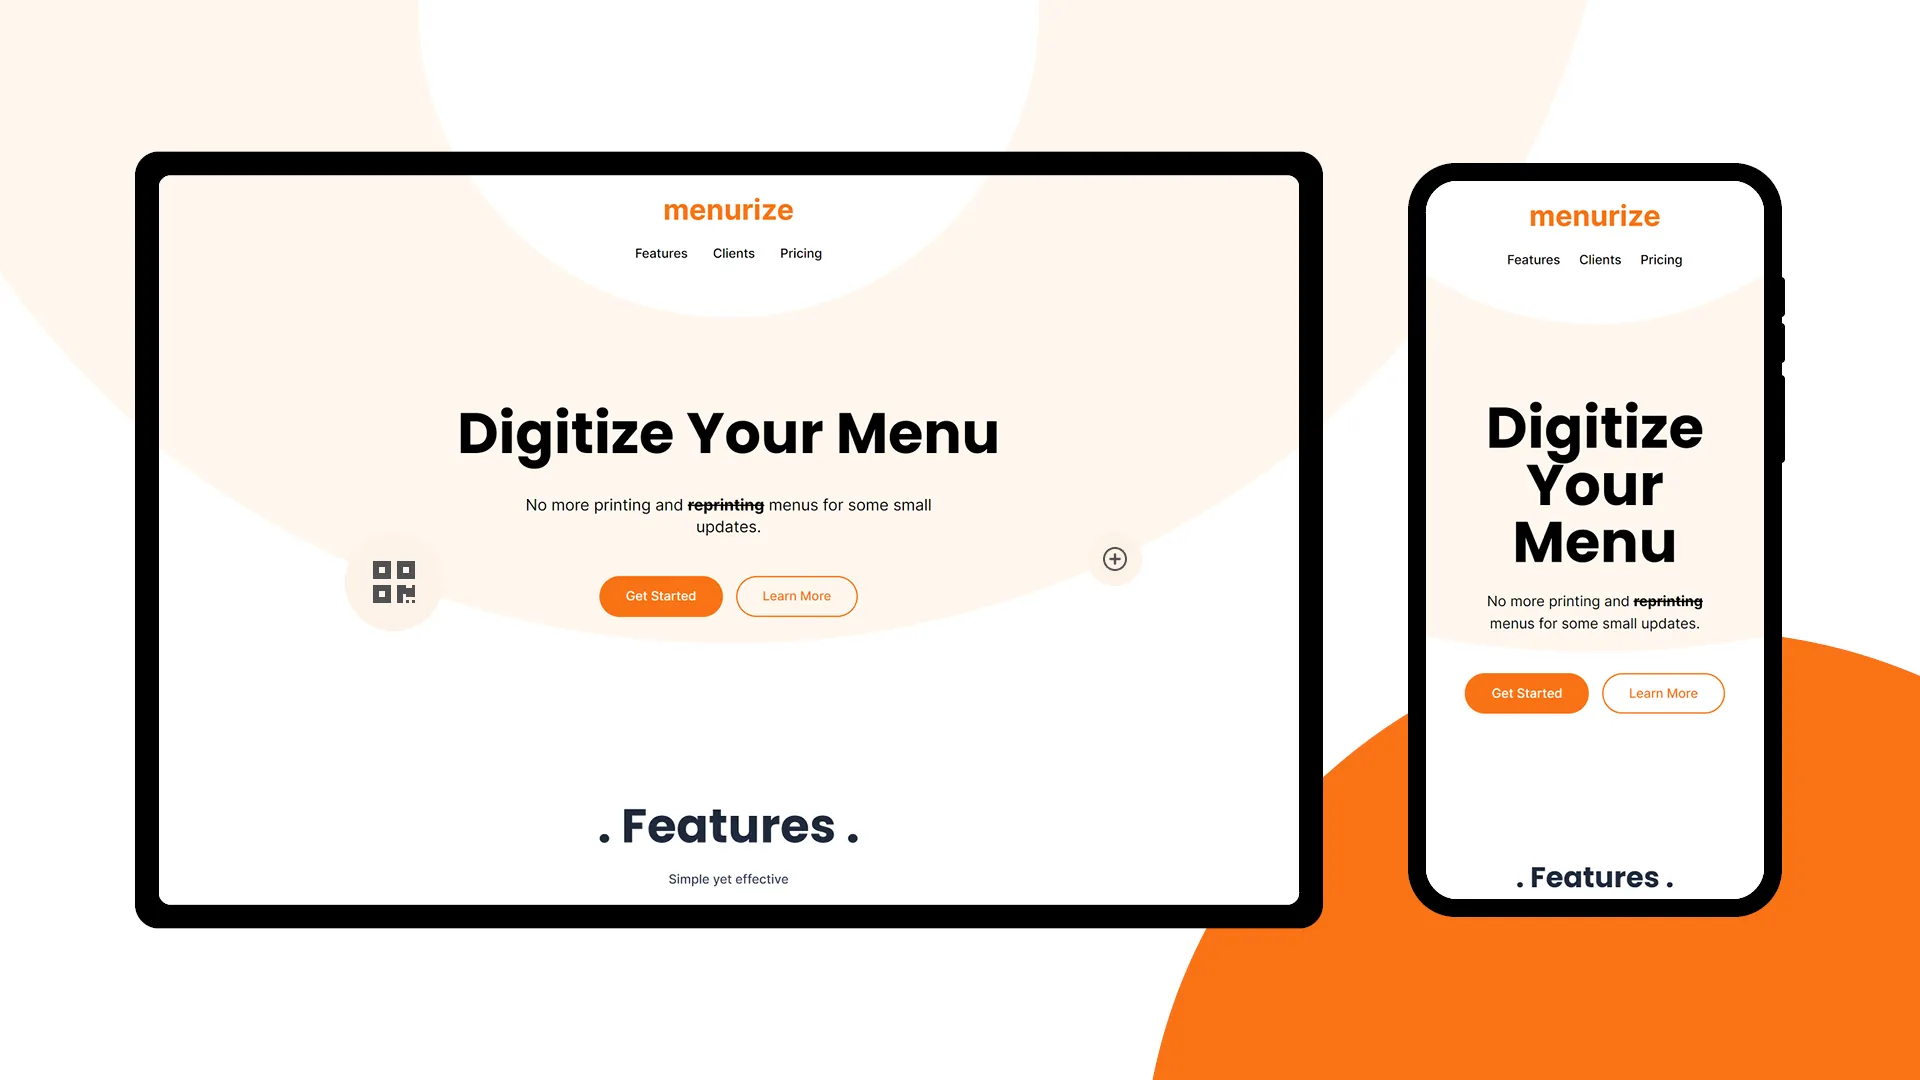 menurize
Features Clients Pricing
Digitize Your Menu
No more printing and reprinting menus for some small
updates.
Get Started Learn More
. Features .
Simple yet effective
menurize
Features Clients Pricing
Digitize
Your
Menu
No more printing and reprinting
menus for some small updates.
Get Started Learn More
. Features .